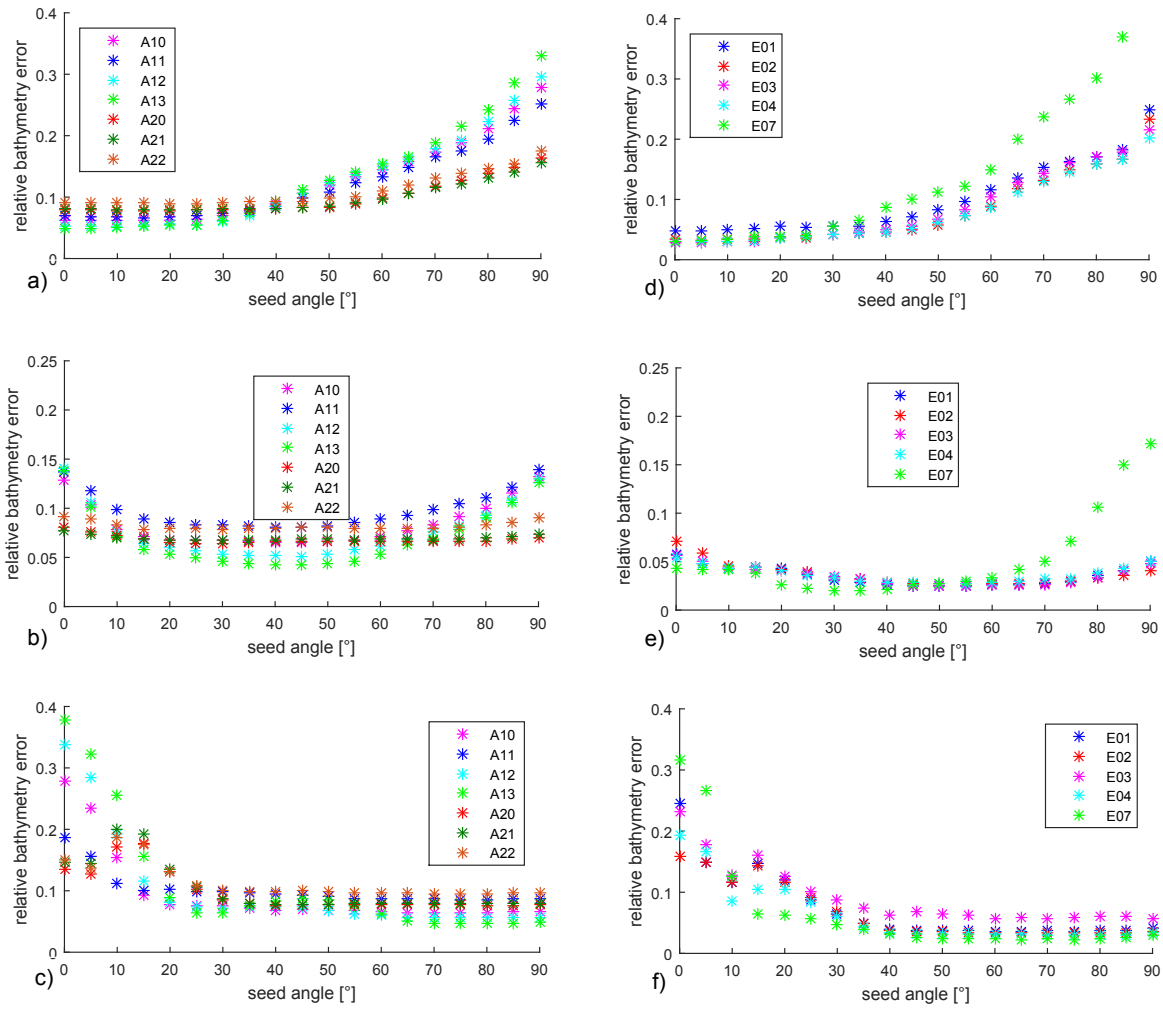 0.4
0.3
0.2
0.1
0
relative bathymetry error
A10
A11
A12
A13
A20
A21
A22
0 10 20 30 40 50 60 70 80 90
seed angle [°]
a)
0.4
0.3
0.2
0.1
0
relative bathymetry error
E01
E02
E03
E04
E07
0 10 20 30 40 50 60 70 80 90
seed angle [°]
d)
0.25
0.2
0.15
0.1
0.05
0
relative bathymetry error
A10
A11
A12
A13
A20
A21
A22
0 10 20 30 40 50 60 70 80 90
seed angle [°]
b)
0.25
0.2
0.15
0.1
0.05
0
relative bathymetry error
E01
E02
E03
E04
E07
0 10 20 30 40 50 60 70 80 90
seed angle [°]
e)
0.4
0.3
0.2
0.1
0
relative bathymetry error
A10
A11
A12
A13
A20
A21
A22
0 10 20 30 40 50 60 70 80 90
seed angle [°]
c)
0.4
0.3
0.2
0.1
0
relative bathymetry error
E01
E02
E03
E04
E07
0 10 20 30 40 50 60 70 80 90
seed angle [°]
f)